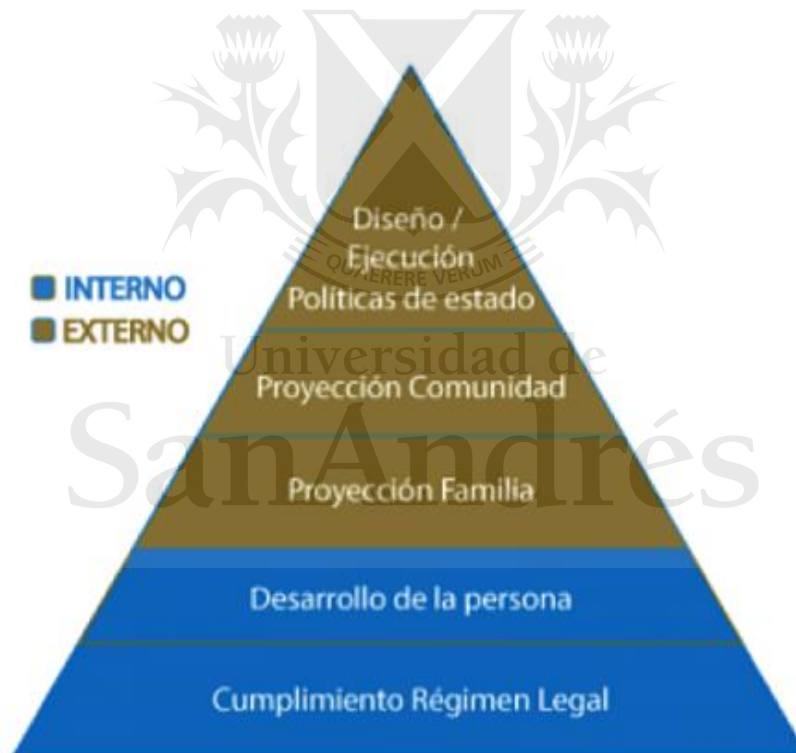 Diseño /
Ejecución
QUAERERE VERUM
Políticas de estado
INTERNO
EXTERNO
Universidad de
Proyección Comunidad
SanAndrés
Proyección Familia
Desarrollo de la persona
Cumplimiento Régimen Legal